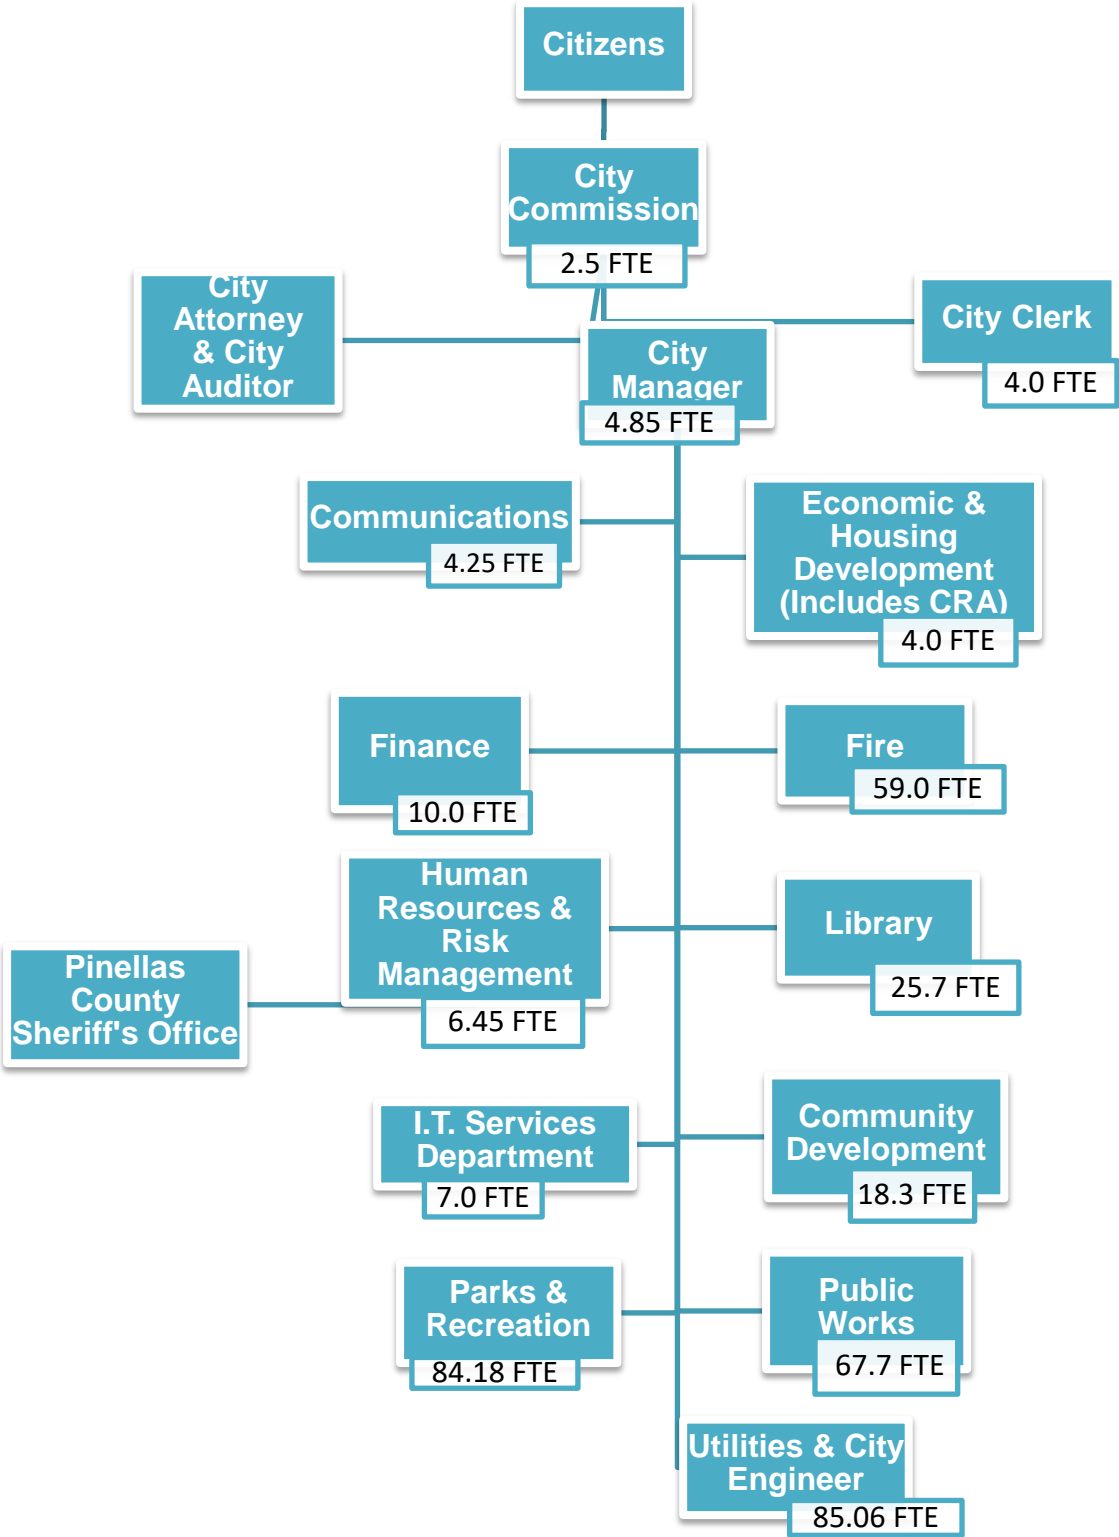 Citizens
City
Commission
2.5 FTE
City
Attorney
& City
Auditor
City Clerk
4.0 FTE
City
Manager
4.85 FTE
Communications
4.25 FTE
Economic &
Housing
Development
(Includes CRA)
4.0 FTE
Finance
10.0 FTE
Fire
59.0 FTE
Human
Resources &
Risk
Management
6.45 FTE
Library
25.7 FTE
Pinellas
County
Sheriff's Office
I.T. Services
Department
7.0 FTE
Community
Development
18.3 FTE
Parks &
Recreation
84.18 FTE
Public
Works
67.7 FTE
Utilities & City
Engineer
85.06 FTE